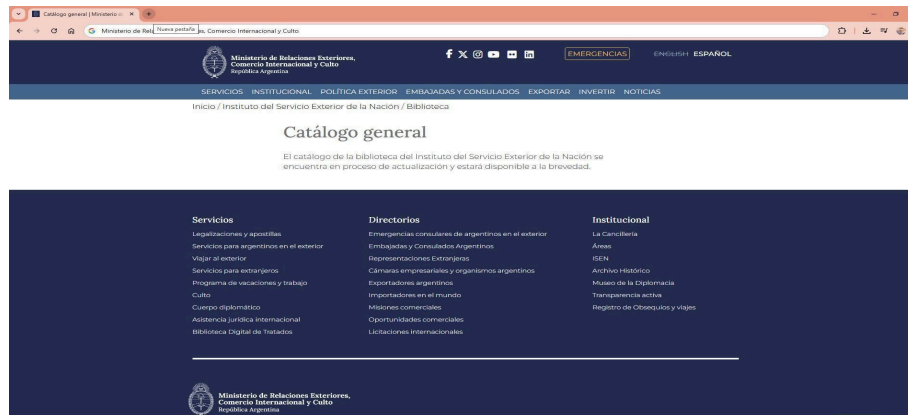 Catálogo general | Ministerio d
Nueva pestaña
Ministerio de Rela es, Comercio Internacional y Culto
Ministerio de Relaciones Exteriores,
Comercio Internacional y Culto
República Argentina
EMERGENCIAS
ENGLISH ESPAÑOL
SERVICIOS INSTITUCIONAL POLÍTICA EXTERIOR EMBAJADAS Y CONSULADOS EXPORTAR INVERTIR NOTICIAS
Inicio / Instituto del Servicio Exterior de la Nación / Biblioteca
Catálogo general
El catálogo de la biblioteca del Instituto del Servicio Exterior de la Nación se
encuentra en proceso de actualización y estará disponible a la brevedad.
Servicios
Legalizaciones y apostillas
Servicios para argentinos en el exterior
Viajar al exterior
Servicios para extranjeros
Programa de vacaciones y trabajo
Culto
Cuerpo diplomático
Asistencia jurídica internacional
Biblioteca Digital de Tratados
Directorios
Emergencias consulares de argentinos en el exterior
Embajadas y Consulados Argentinos
Representaciones Extranjeras
Cámaras empresariales y organismos argentinos
Exportadores argentinos
Importadores en el mundo
Misiones comerciales
Oportunidades comerciales
Licitaciones internacionales
Institucional
La Cancillería
Áreas
ISEN
Archivo Histórico
Museo de la Diplomacia
Transparencia activa
Registro de Obsequios y viajes
Ministerio de Relaciones Exteriores,
Comercio Internacional y Culto
República Argentina